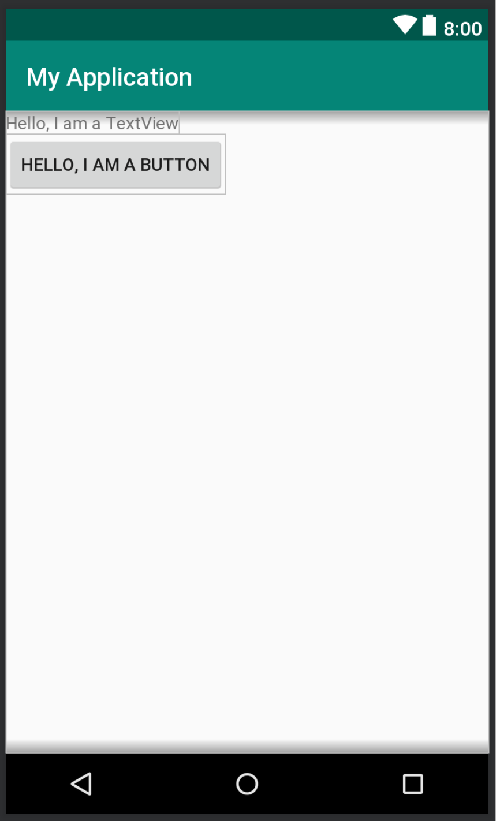 8:00
My Application
Hello, I am a TextView
HELLO, I AM A BUTTON